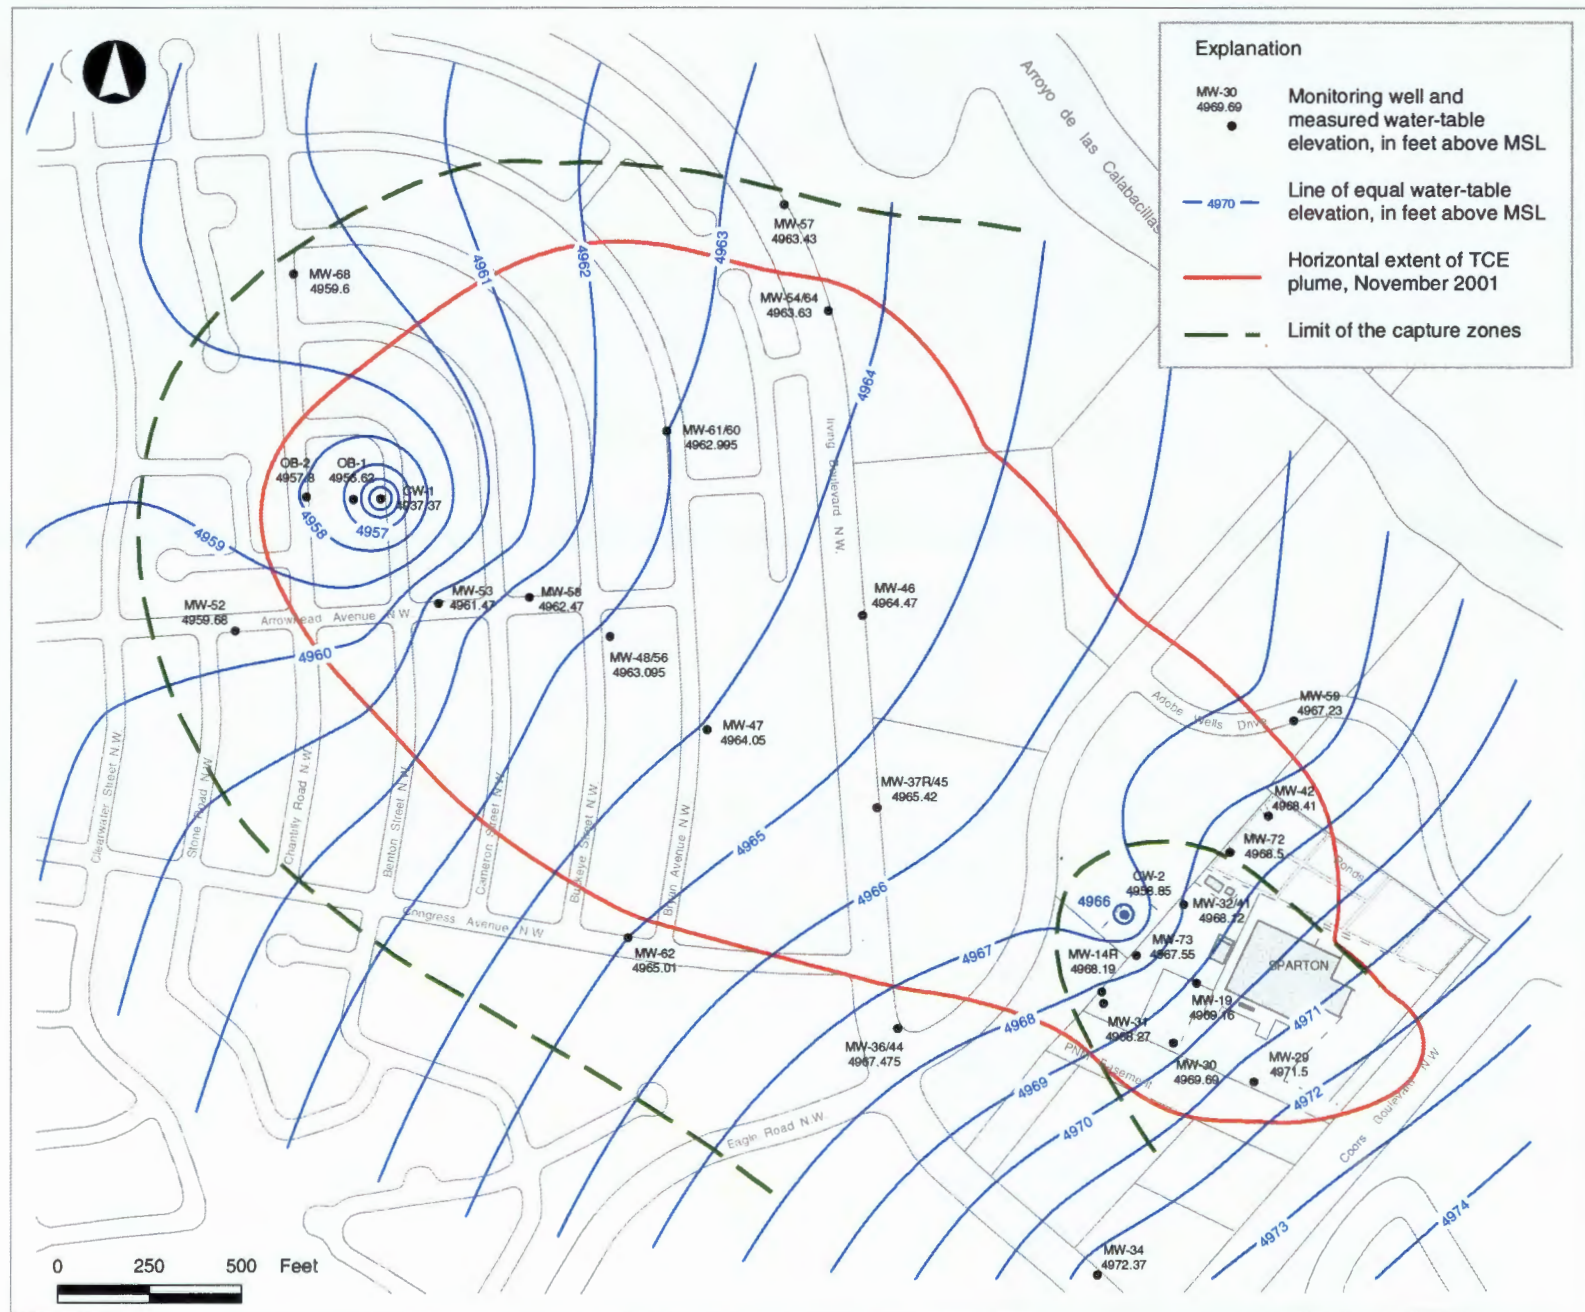 Explanation
MW-30
4969.69
Monitoring well and
measured water-table
elevation, in feet above MSL
4970
Line of equal water-table
elevation, in feet above MSL
Horizontal extent of TCE
plume, November 2001
Limit of the capture zones
Arroyo de las Calabacillas
MW-57
4963.43
MW-68
4959.6
4961
4962
4963
MW-54/64
4963.63
4964
MW-61/60
4962.995
Irving Boulevard N.W.
OB-2
4957.8
OB-1
4955.62
CW-1
4937.37
4958
4957
4959
MW-52
4959.68
Arrowhead Avenue N.W.
MW-53
4961.47
MW-58
4962.47
MW-46
4964.47
4960
MW-48/56
4963.095
MW-47
4964.05
Adobe Wells Drive
MW-59
4967.23
Clearwater Street N.W.
Stone Road N.W.
Chantilly Road N.W.
Benton Street N.W.
Cameron Street N.W.
Buckeye Street N.W.
Brian Avenue N.W.
MW-37R/45
4965.42
MW-42
4968.41
4965
MW-72
4968.5
Ponds
4966
CW-2
4958.85
4966
MW-32/41
4968.12
Congress Avenue N.W.
MW-62
4965.01
4967
MW-14R
4968.19
MW-73
4967.55
SPARTON
MW-19
4969.16
4968
MW-31
4968.27
4971
MW-36/44
4967.475
PNM Easement
MW-30
4969.69
MW-29
4971.5
4969
4972
4970
Coors Boulevard N.W.
Eagle Road N.W.
4973
4974
MW-34
4972.37
0 250 500 Feet